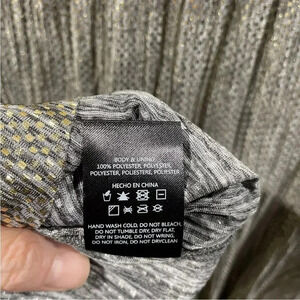 BODY & LINING
100% POLYESTER, POLYESTER,
POLYESTER, POLIESTERE, POLIÉSTER
HECHO EN CHINA
HAND WASH COLD. DO NOT BLEACH.
DO NOT TUMBLE DRY, DRY FLAT,
DRY IN SHADE, DO NOT WRING.
DO NOT IRON, DO NOT DRYCLEAN